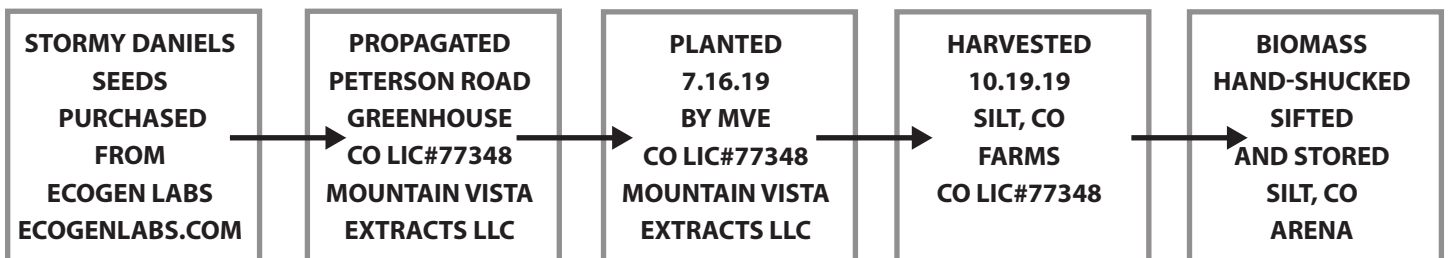 STORMY DANIELS
SEEDS
PURCHASED
FROM
ECOGEN LABS
ECOGENLABS.COM
PROPAGATED
PETERSON ROAD
GREENHOUSE
CO LIC#77348
MOUNTAIN VISTA
EXTRACTS LLC
PLANTED
7.16.19
BY MVE
CO LIC#77348
MOUNTAIN VISTA
EXTRACTS LLC
HARVESTED
10.19.19
SILT, CO
FARMS
CO LIC#77348
BIOMASS
HAND-SHUCKED
SIFTED
AND STORED
SILT, CO
ARENA